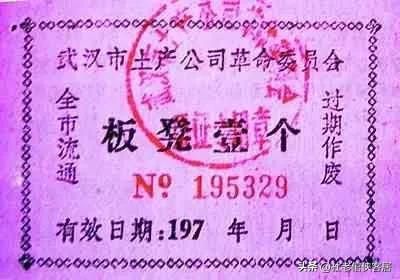 武汉市土产公司革命委员会
全市流通
板凳壹个
过期作废
No 195329
有效日期:197 年 月 日